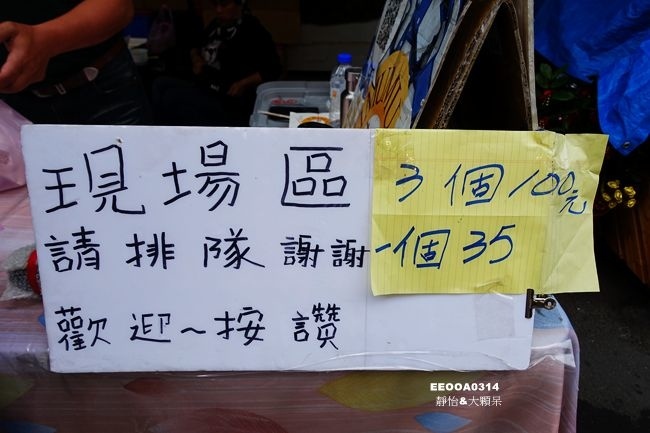 現場區
請排隊 謝謝
歡迎~按讚
3個100元
一個35
EEOOA0314
靜怡&大顆呆